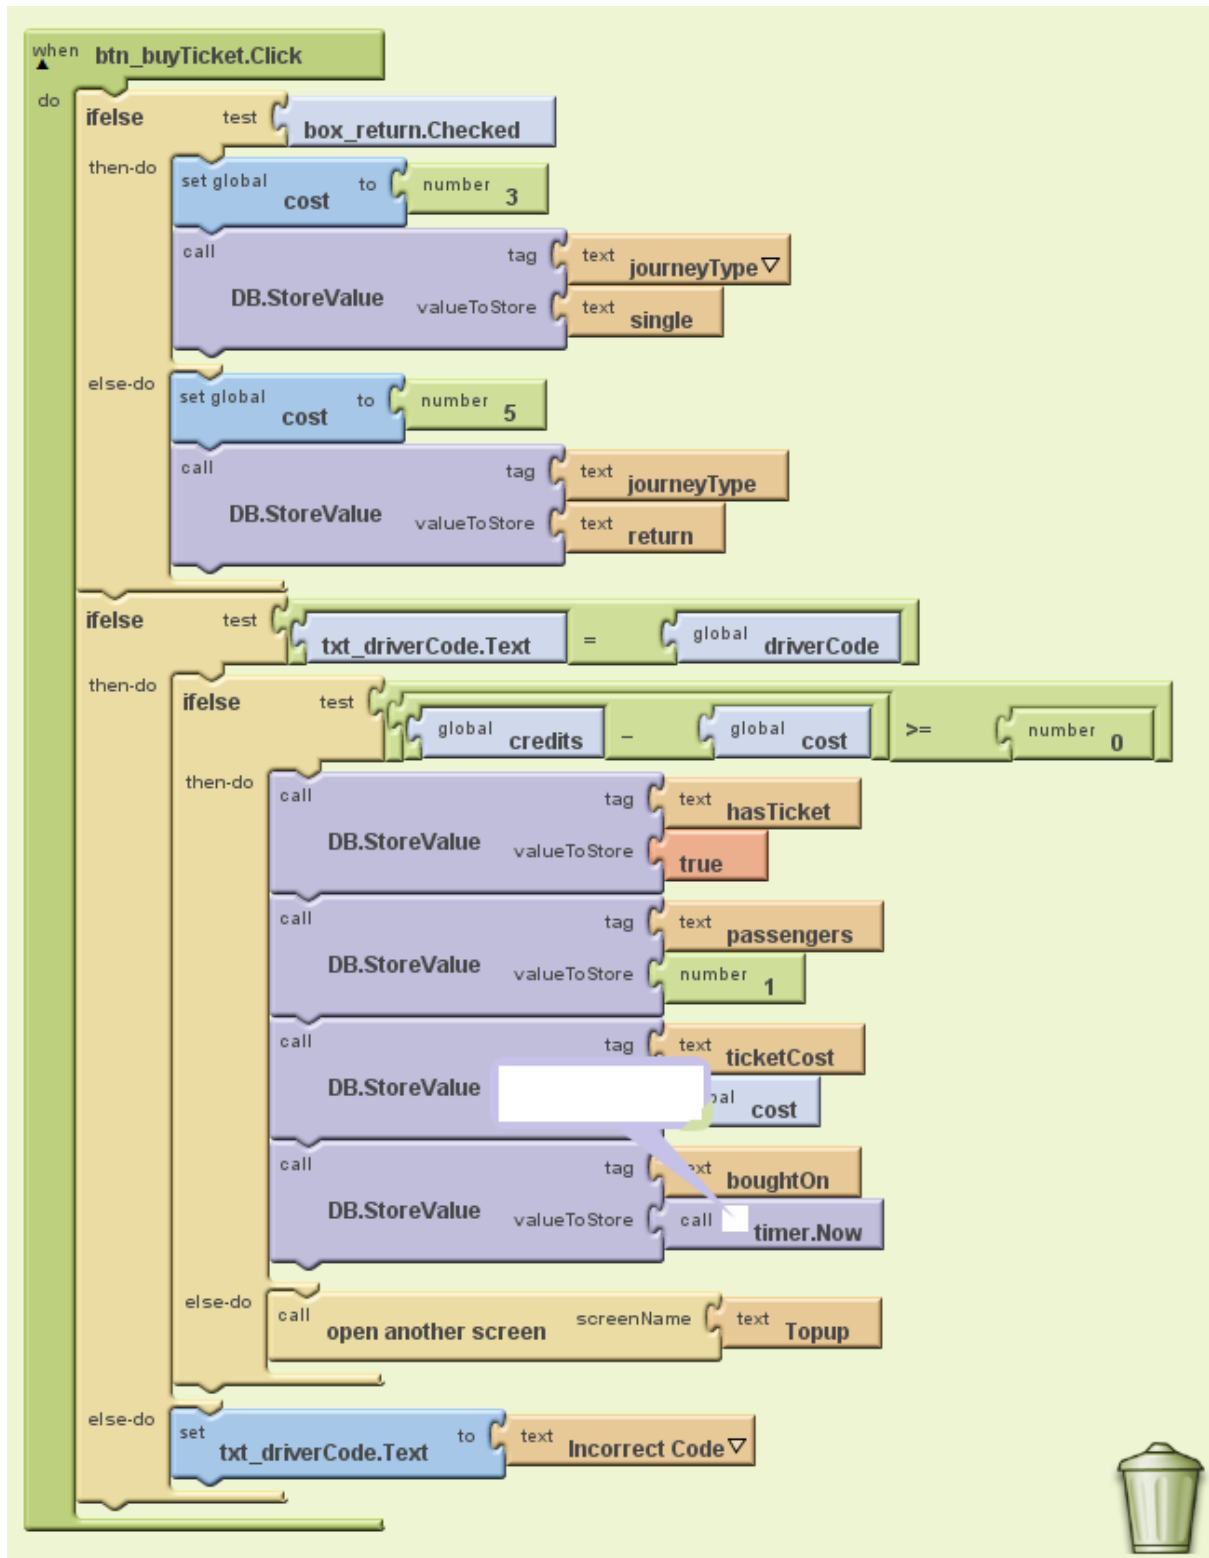 when btn_buyTicket.Click
do
ifelse test box_return.Checked
then-do set global cost to number 3
call tag text journeyType
DB.StoreValue valueToStore text single
else-do set global cost to number 5
call tag text journeyType
DB.StoreValue valueToStore text return
ifelse test txt_driverCode.Text = global driverCode
then-do ifelse test global credits - global cost >= number 0
then-do call tag text hasTicket
DB.StoreValue valueToStore true
call tag text passengers
DB.StoreValue valueToStore number 1
call tag text ticketCost
DB.StoreValue cost
call tag boughtOn
DB.StoreValue valueToStore call timer.Now
else-do call open another screen screenName text Topup
else-do set txt_driverCode.Text to text Incorrect Code